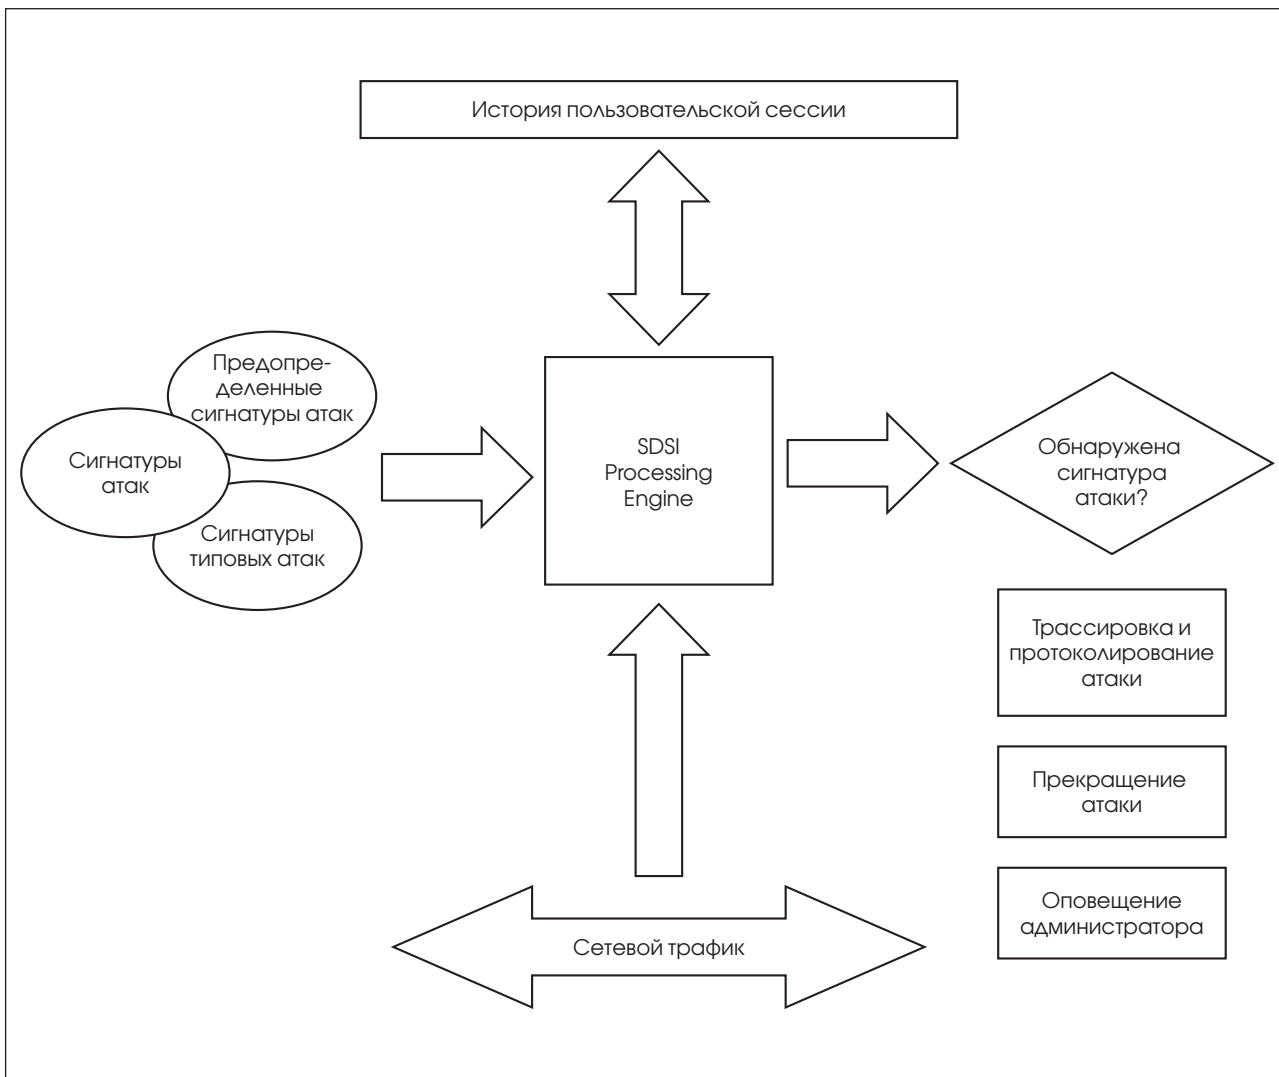 История пользовательской сессии
Предопре-
деленные
сигнатуры атак
Сигнатуры
атак
Сигнатуры
типовых атак
SDSI
Processing
Engine
Обнаружена
сигнатура
атаки?
Трассировка и
протоколирование
атаки
Прекращение
атаки
Оповещение
администратора
Сетевой трафик